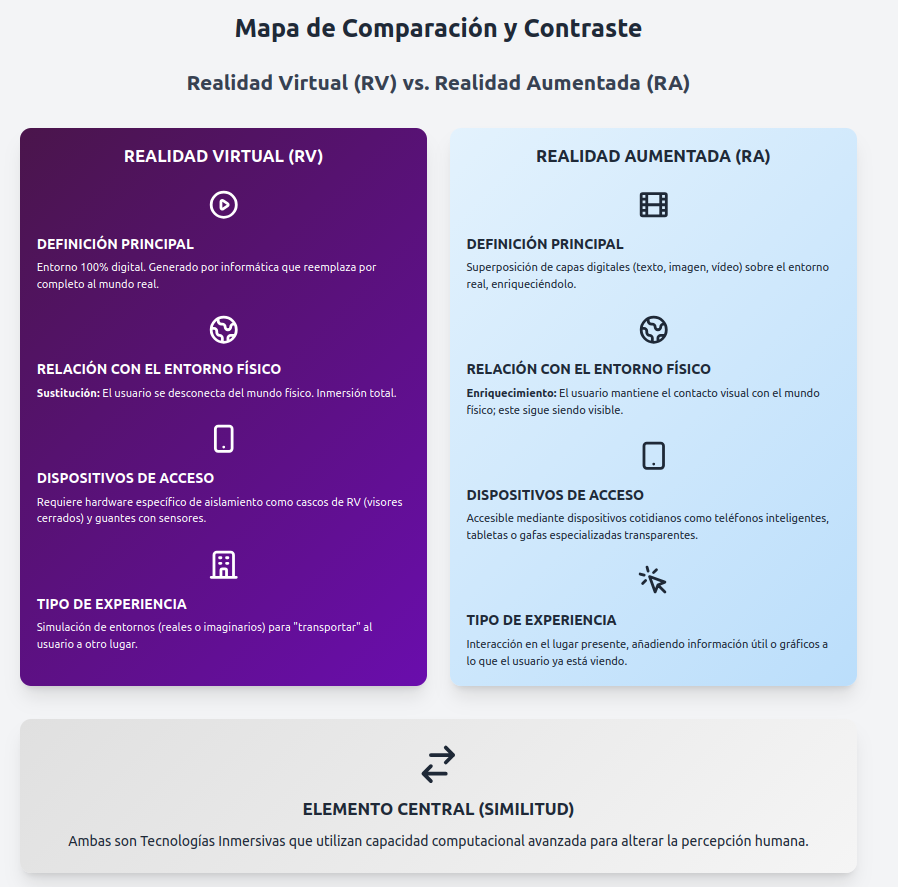 Mapa de Comparación y Contraste
Realidad Virtual (RV) vs. Realidad Aumentada (RA)
REALIDAD VIRTUAL (RV)
DEFINICIÓN PRINCIPAL
Entorno 100% digital. Generado por informática que reemplaza por
completo al mundo real.
RELACIÓN CON EL ENTORNO FÍSICO
Sustitución: El usuario se desconecta del mundo físico. Inmersión total.
DISPOSITIVOS DE ACCESO
Requiere hardware específico de aislamiento como cascos de RV (visores
cerrados) y guantes con sensores.
TIPO DE EXPERIENCIA
Simulación de entornos (reales o imaginarios) para "transportar" al
usuario a otro lugar.
REALIDAD AUMENTADA (RA)
DEFINICIÓN PRINCIPAL
Superposición de capas digitales (texto, imagen, vídeo) sobre el entorno
real, enriqueciéndolo.
RELACIÓN CON EL ENTORNO FÍSICO
Enriquecimiento: El usuario mantiene el contacto visual con el mundo
físico; este sigue siendo visible.
DISPOSITIVOS DE ACCESO
Accesible mediante dispositivos cotidianos como teléfonos inteligentes,
tabletas o gafas especializadas transparentes.
TIPO DE EXPERIENCIA
Interacción en el lugar presente, añadiendo información útil o gráficos a
lo que el usuario ya está viendo.
ELEMENTO CENTRAL (SIMILITUD)
Ambas son Tecnologías Inmersivas que utilizan capacidad computacional avanzada para alterar la percepción humana.